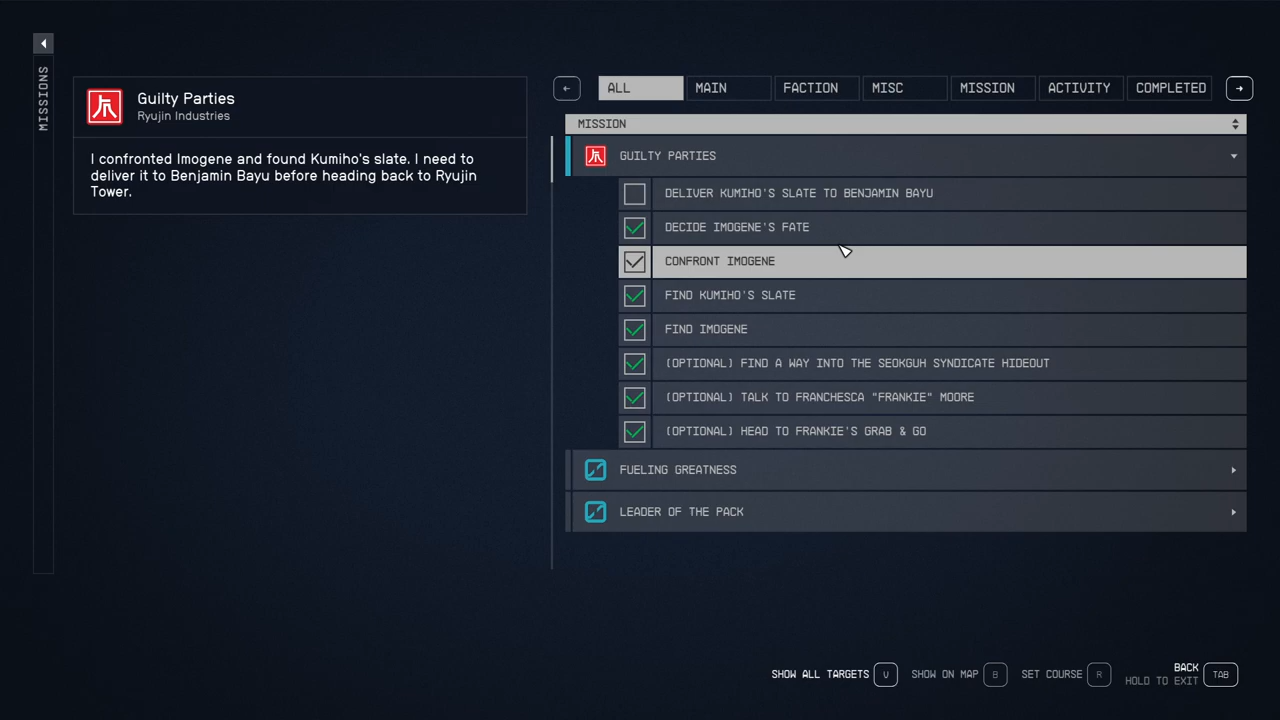 MISSIONS
Guilty Parties
Ryujin Industries
I confronted Imogene and found Kumiho's slate. I need to
deliver it to Benjamin Bayu before heading back to Ryujin
Tower.
ALL
MAIN
FACTION
MISC
MISSION
ACTIVITY
COMPLETED
MISSION
GUILTY PARTIES
DELIVER KUMIHO'S SLATE TO BENJAMIN BAYU
DECIDE IMOGENE'S FATE
CONFRONT IMOGENE
FIND KUMIHO'S SLATE
FIND IMOGENE
(OPTIONAL) FIND A WAY INTO THE SEOKGUH SYNDICATE HIDEOUT
(OPTIONAL) TALK TO FRANCHESCA "FRANKIE" MOORE
(OPTIONAL) HEAD TO FRANKIE'S GRAB & GO
FUELING GREATNESS
LEADER OF THE PACK
SHOW ALL TARGETS V
SHOW ON MAP B
SET COURSE R
BACK
HOLD TO EXIT
TAB